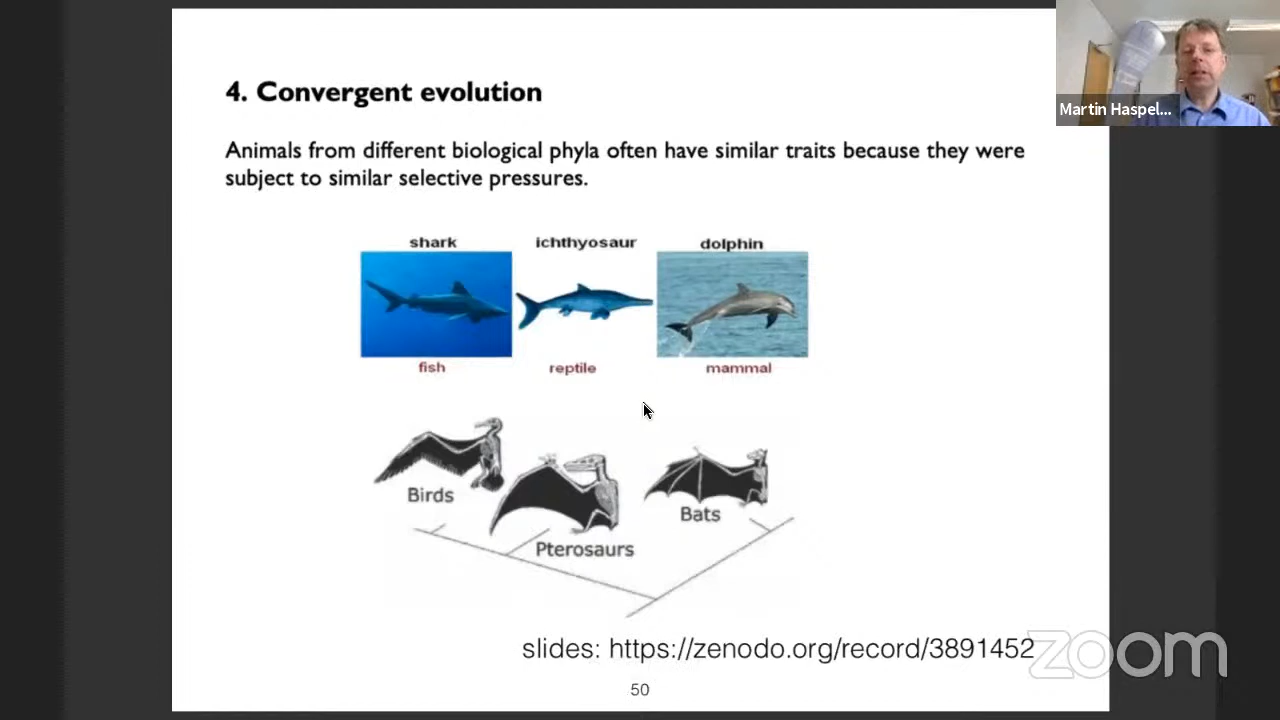 4. Convergent evolution
Animals from different biological phyla often have similar traits because they were
subject to similar selective pressures.
shark ichthyosaur dolphin
fish reptile mammal
Birds
Pterosaurs
Bats
slides: https://zenodo.org/record/3891452
50
Martin Haspel...
zoom